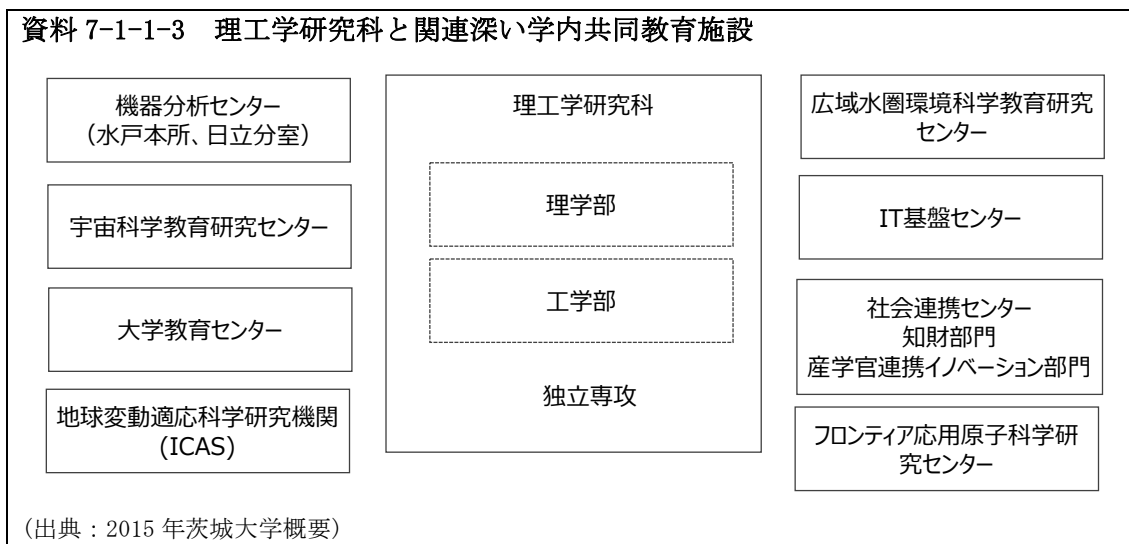 資料 7-1-1-3　理工学研究科と関連深い学内共同教育施設
機器分析センター
（水戸本所、日立分室）
宇宙科学教育研究センター
大学教育センター
地球変動適応科学研究機関
(ICAS)
理工学研究科
理学部
工学部
独立専攻
広域水圏環境科学教育研究
センター
IT基盤センター
社会連携センター
知財部門
産学官連携イノベーション部門
フロンティア応用原子科学研
究センター
（出典：2015 年茨城大学概要）